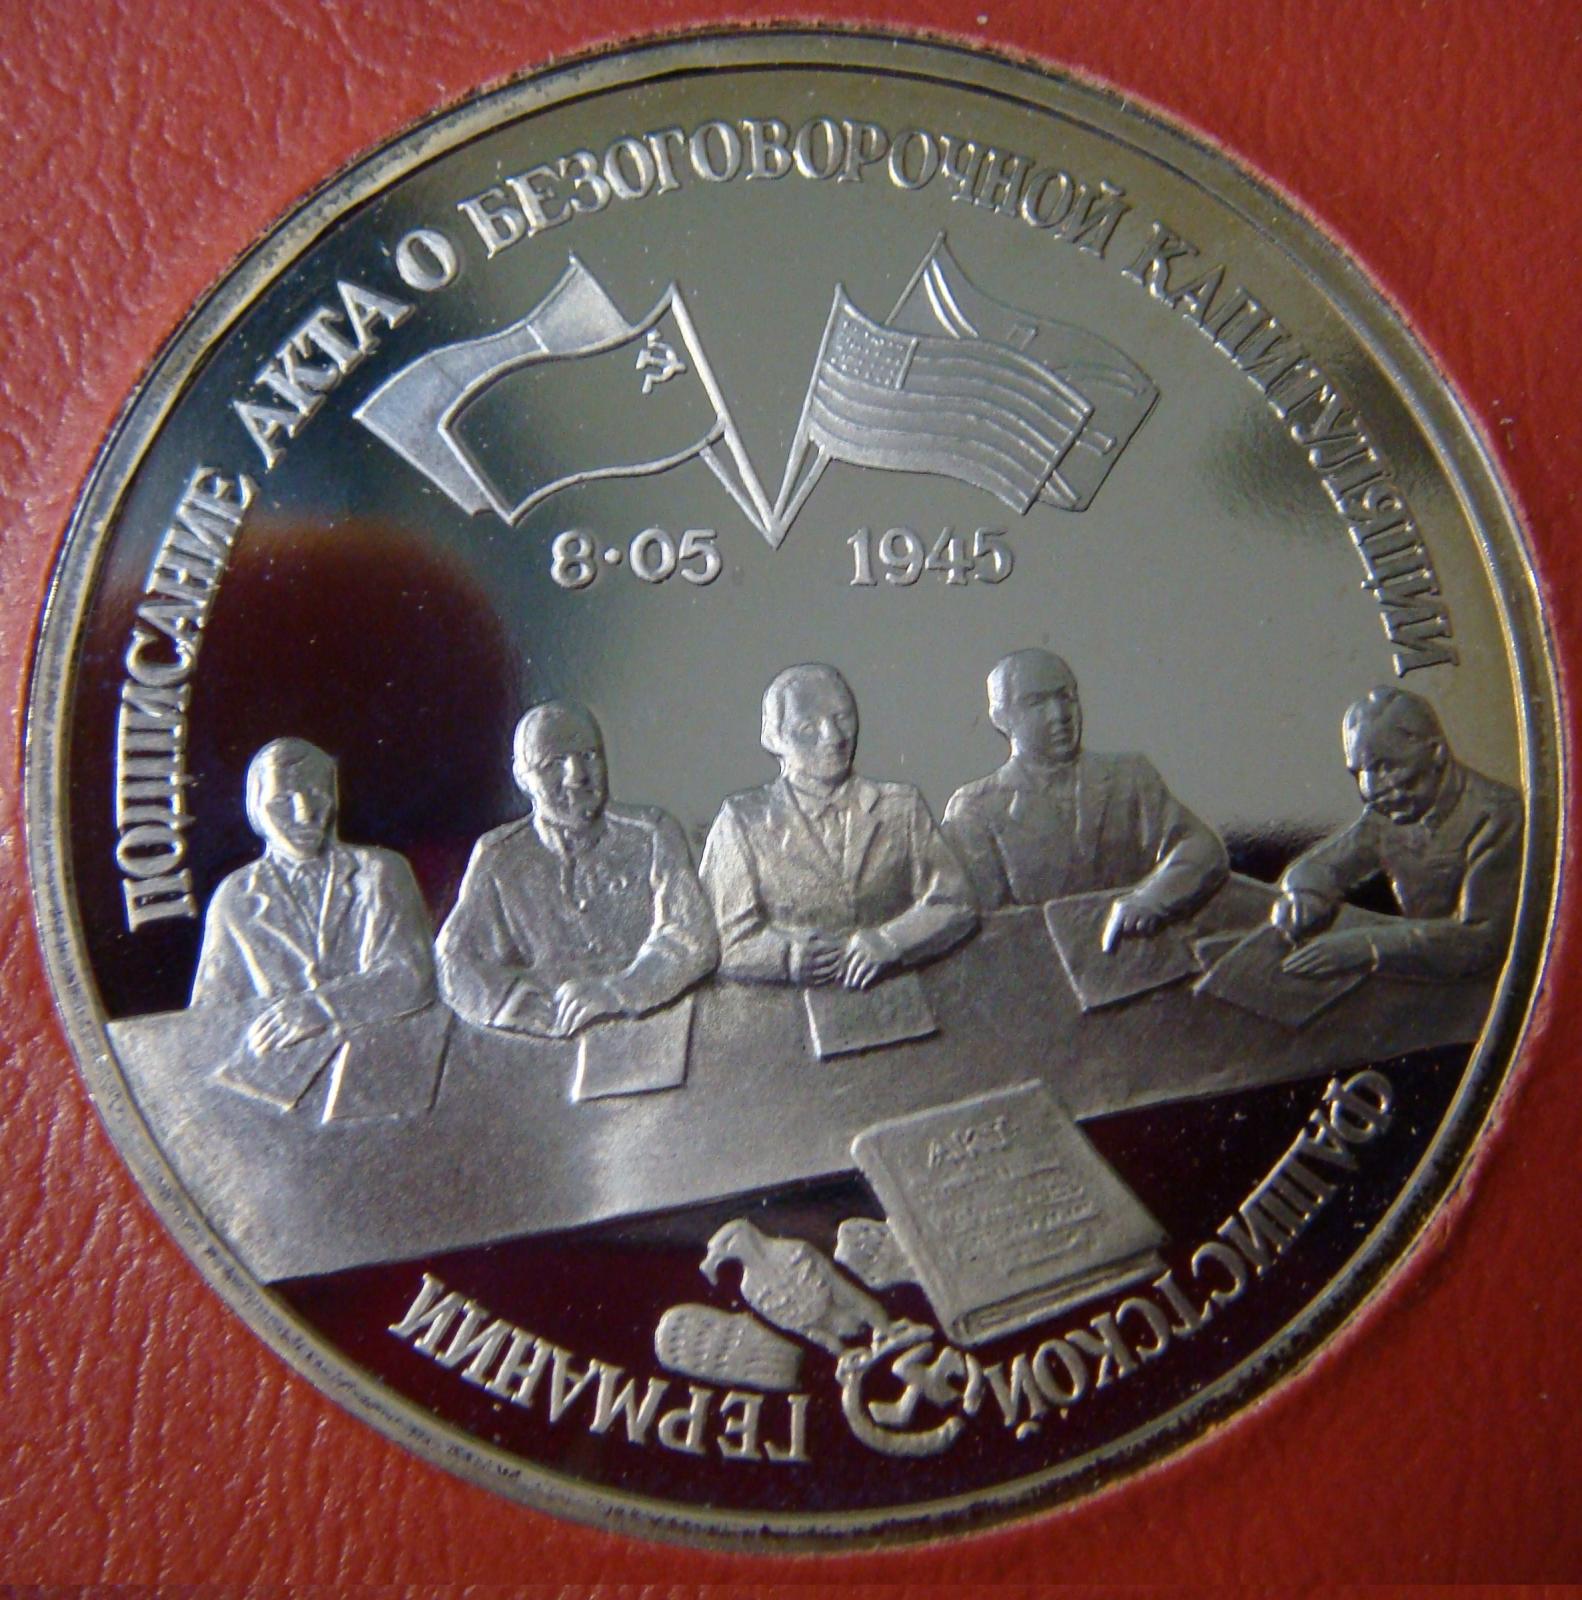 ПОДПИСАНИЕ АКТА О БЕЗОГОВОРОЧНОЙ КАПИТУЛЯЦИИ
ФАШИСТСКОЙ ГЕРМАНИИ
8·05 1945
АКТ